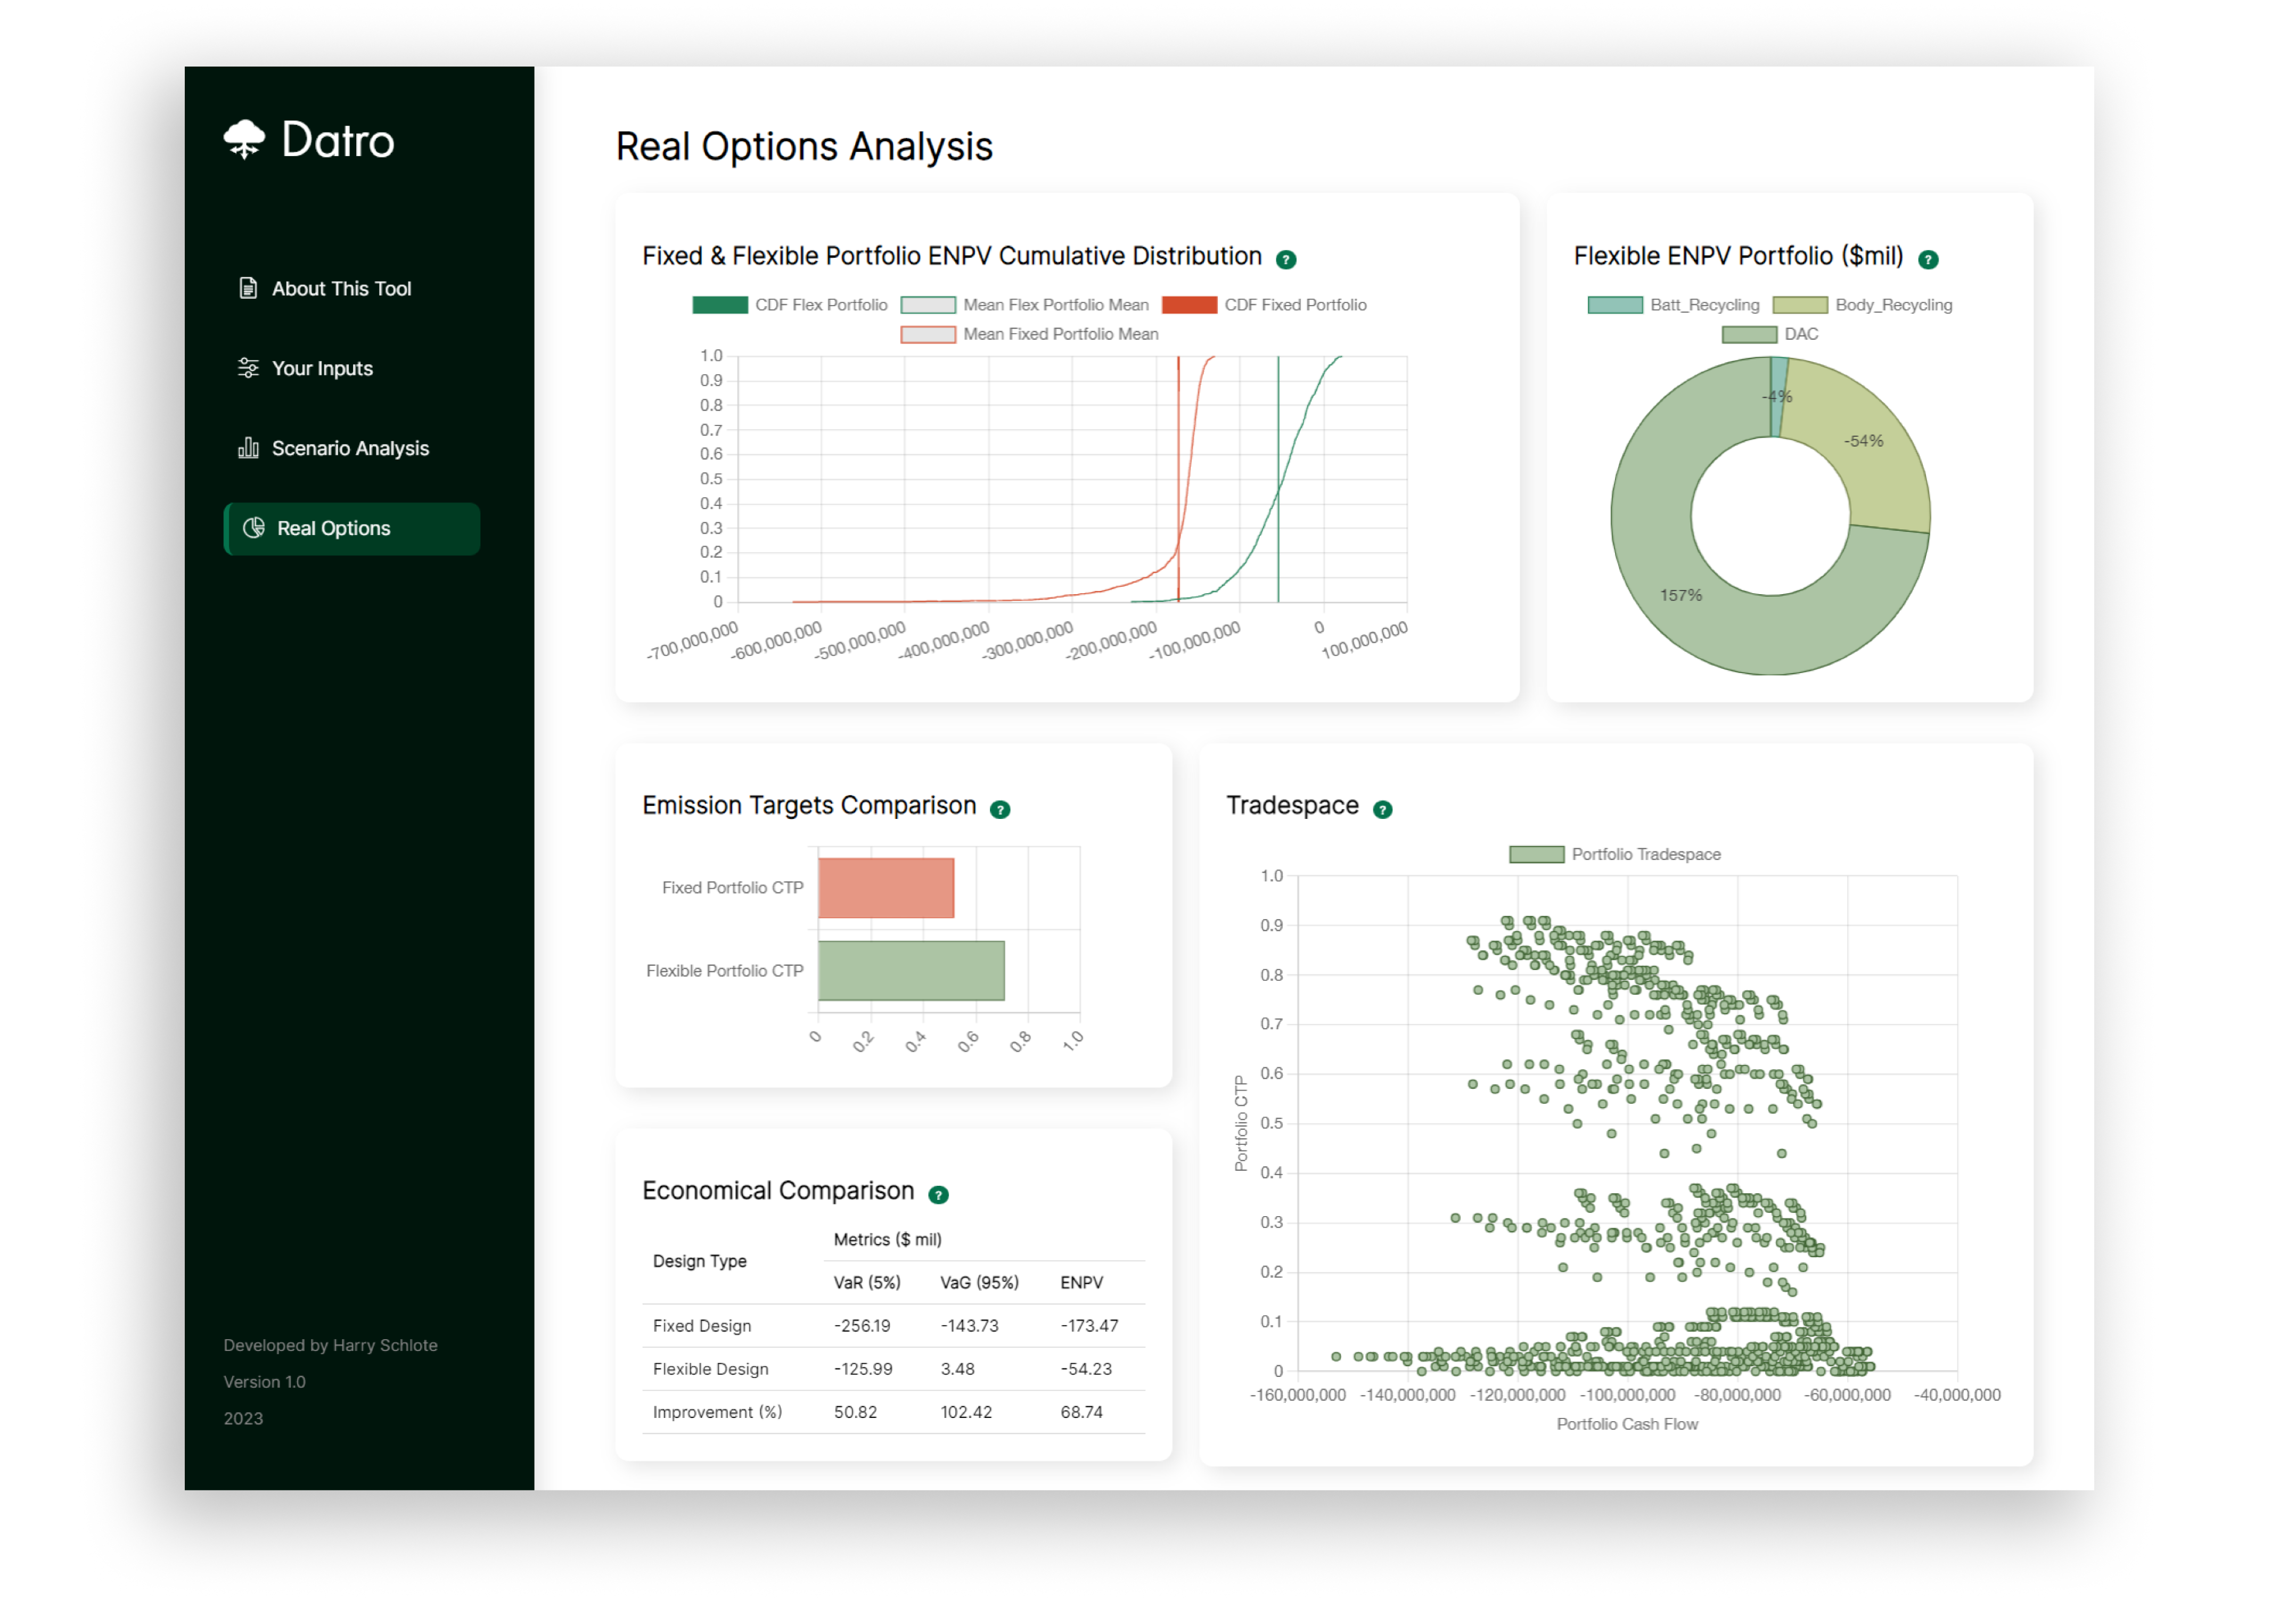 Datro
About This Tool
Your Inputs
Scenario Analysis
Real Options
Developed by Harry Schlote
Version 1.0
2023
Real Options Analysis
Fixed & Flexible Portfolio ENPV Cumulative Distribution ?
CDF Flex Portfolio Mean Flex Portfolio Mean CDF Fixed Portfolio
Mean Fixed Portfolio Mean
1.0
0.9
0.8
0.7
0.6
0.5
0.4
0.3
0.2
0.1
0
-700,000,000 -600,000,000 -500,000,000 -400,000,000 -300,000,000 -200,000,000 -100,000,000 0 100,000,000
Flexible ENPV Portfolio ($mil) ?
Batt_Recycling Body_Recycling
DAC
-4%
-54%
157%
Emission Targets Comparison ?
Fixed Portfolio CTP
Flexible Portfolio CTP
0 0.2 0.4 0.6 0.8 1.0
Economical Comparison ?
Design Type Metrics ($ mil)
VaR (5%) VaG (95%) ENPV
Fixed Design -256.19 -143.73 -173.47
Flexible Design -125.99 3.48 -54.23
Improvement (%) 50.82 102.42 68.74
Tradespace ?
Portfolio Tradespace
Portfolio CTP
1.0
0.9
0.8
0.7
0.6
0.5
0.4
0.3
0.2
0.1
0
-160,000,000 -140,000,000 -120,000,000 -100,000,000 -80,000,000 -60,000,000 -40,000,000
Portfolio Cash Flow